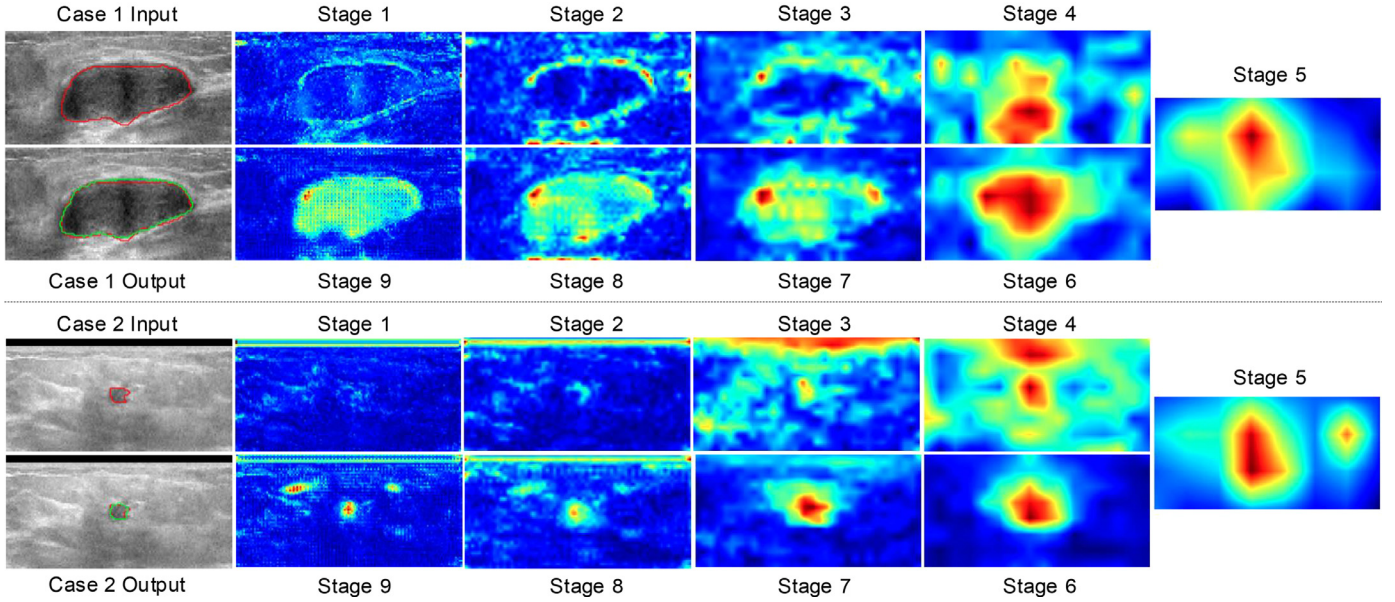 Case 1 Input Stage 1 Stage 2 Stage 3 Stage 4
Stage 5
Case 1 Output Stage 9 Stage 8 Stage 7 Stage 6
Case 2 Input Stage 1 Stage 2 Stage 3 Stage 4
Stage 5
Case 2 Output Stage 9 Stage 8 Stage 7 Stage 6